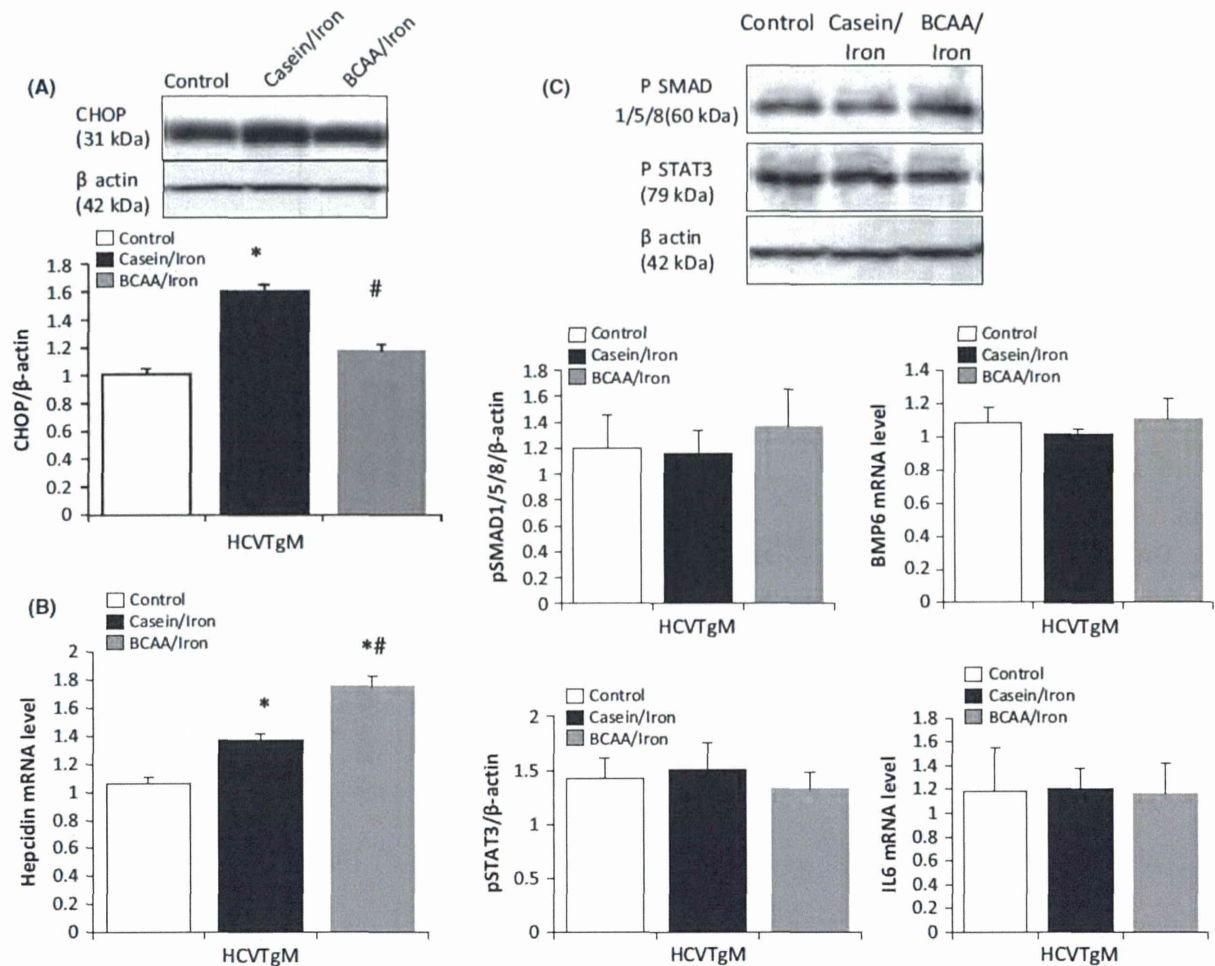 (A)
Control
Casein/Iron
BCAA/Iron
CHOP
(31 kDa)
β actin
(42 kDa)
Control
Casein/Iron
BCAA/Iron
CHOP/β-actin
1.8
1.6
1.4
1.2
1
0.8
0.6
0.4
0.2
0
*
#
HCVTgM
(B)
Control
Casein/Iron
BCAA/Iron
Hepcidin mRNA level
2
1.8
1.6
1.4
1.2
1
0.8
0.6
0.4
0.2
0
*
*#
HCVTgM
(C)
Control
Casein/
Iron
BCAA/
Iron
P SMAD
1/5/8(60 kDa)
P STAT3
(79 kDa)
β actin
(42 kDa)
Control
Casein/Iron
BCAA/Iron
pSMAD1/5/8/β-actin
1.8
1.6
1.4
1.2
1
0.8
0.6
0.4
0.2
0
HCVTgM
Control
Casein/Iron
BCAA/Iron
BMP6 mRNA level
1.4
1.2
1
0.8
0.6
0.4
0.2
0
HCVTgM
Control
Casein/Iron
BCAA/Iron
pSTAT3/β-actin
2
1.5
1
0.5
0
HCVTgM
Control
Casein/Iron
BCAA/Iron
IL6 mRNA level
1.8
1.6
1.4
1.2
1
0.8
0.6
0.4
0.2
0
HCVTgM